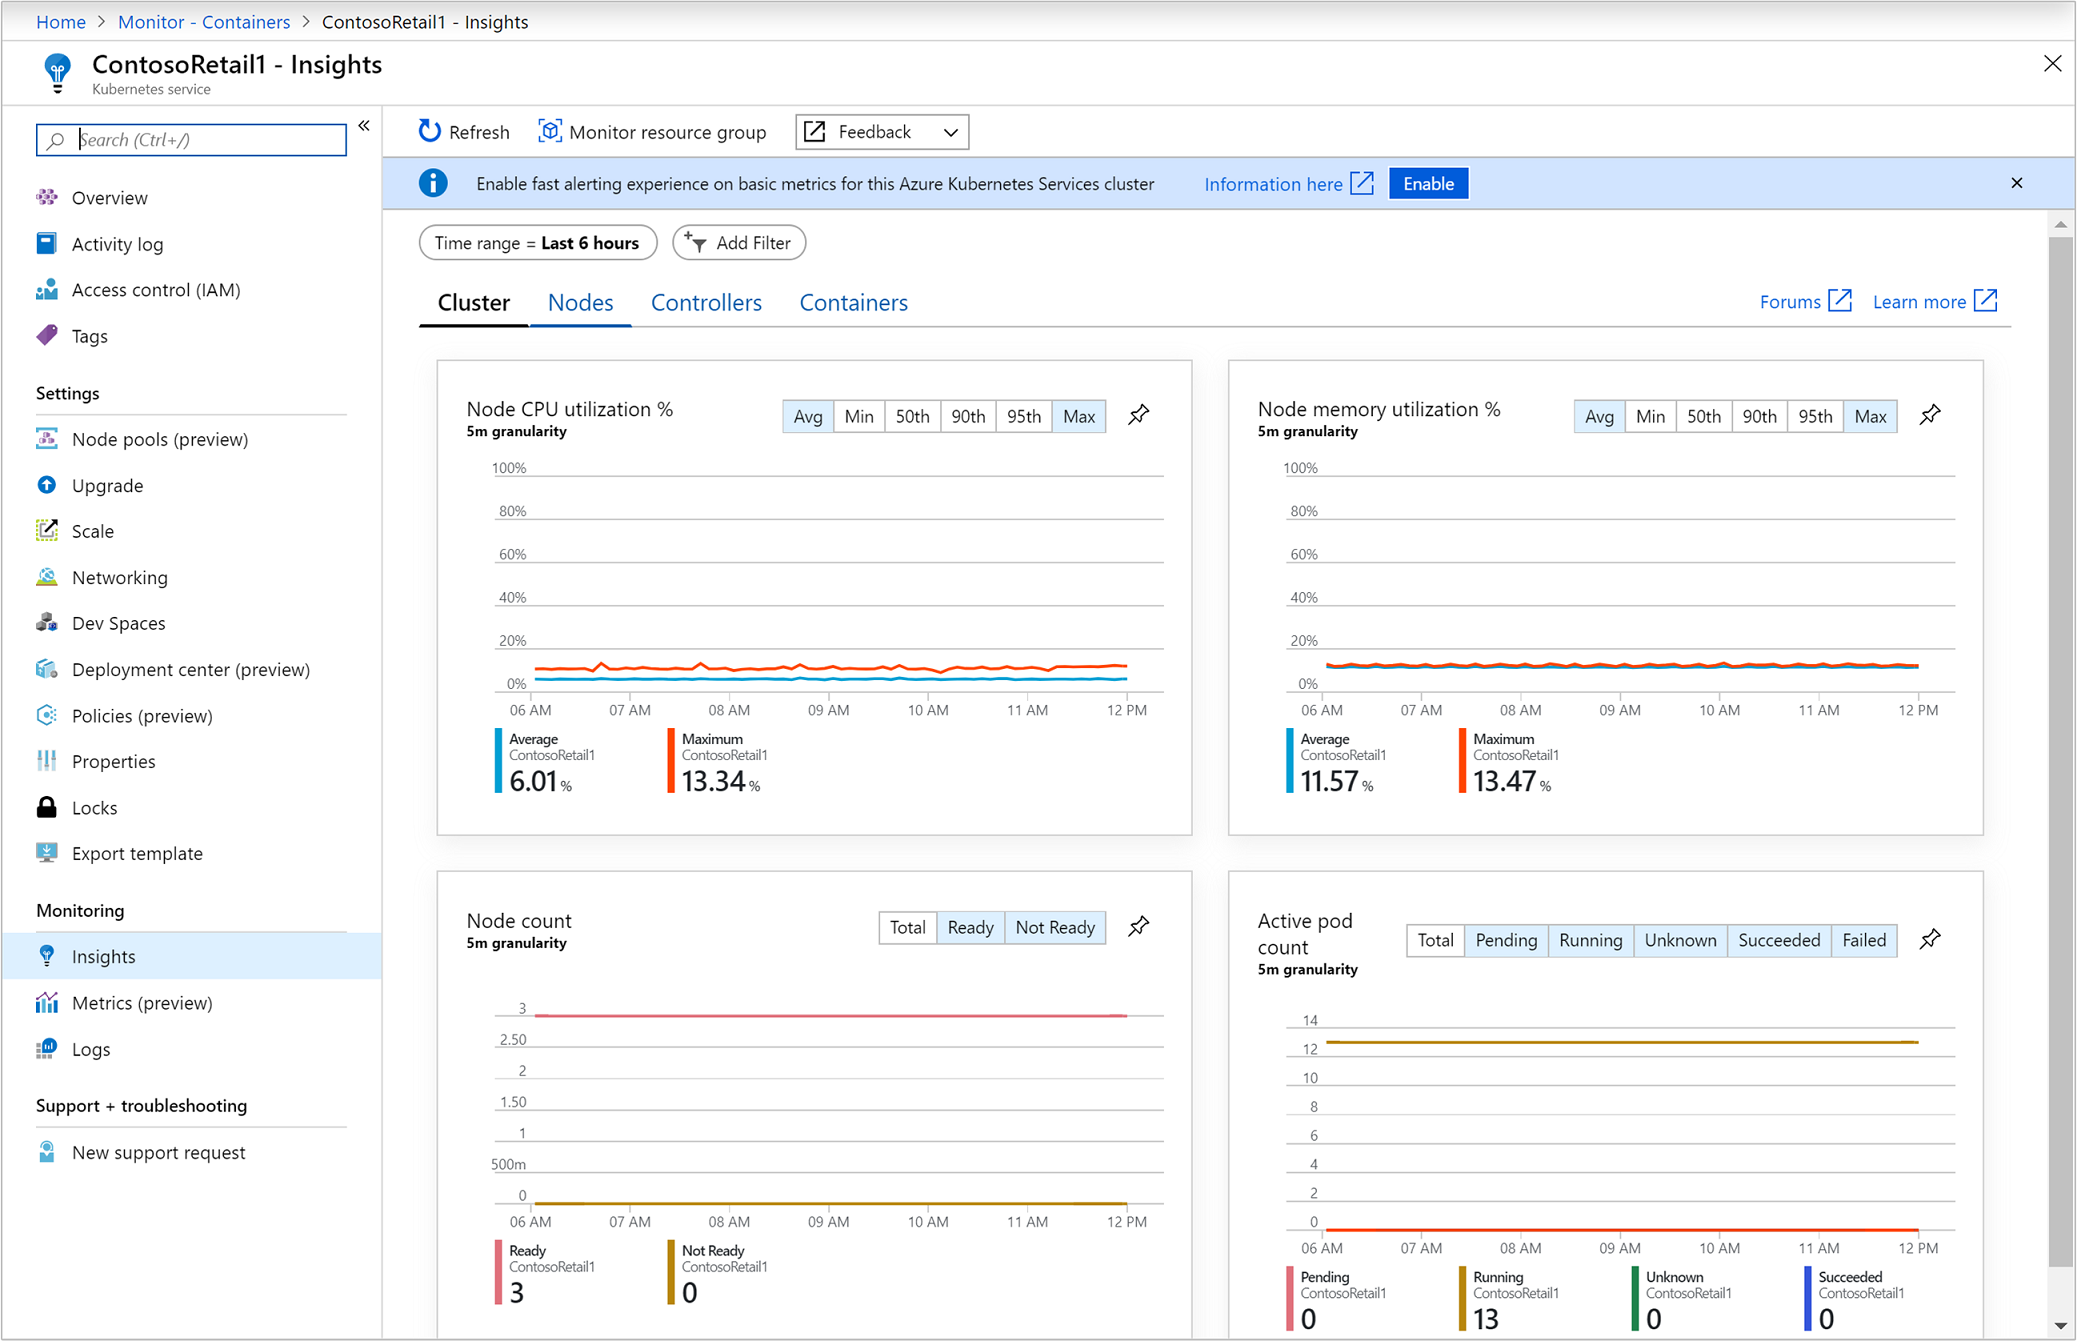 Home > Monitor - Containers > ContosoRetail1 - Insights
ContosoRetail1 - Insights
Kubernetes service
Search (Ctrl+/)
«
Overview
Activity log
Access control (IAM)
Tags
Settings
Node pools (preview)
Upgrade
Scale
Networking
Dev Spaces
Deployment center (preview)
Policies (preview)
Properties
Locks
Export template
Monitoring
Insights
Metrics (preview)
Logs
Support + troubleshooting
New support request
Refresh Monitor resource group Feedback
Enable fast alerting experience on basic metrics for this Azure Kubernetes Services cluster Information here Enable
Time range = Last 6 hours Add Filter
Cluster Nodes Controllers Containers Forums Learn more
Node CPU utilization %
5m granularity
Avg Min 50th 90th 95th Max
100%
80%
60%
40%
20%
0%
06 AM 07 AM 08 AM 09 AM 10 AM 11 AM 12 PM
Average
ContosoRetail1
6.01 %
Maximum
ContosoRetail1
13.34 %
Node memory utilization %
5m granularity
Avg Min 50th 90th 95th Max
100%
80%
60%
40%
20%
0%
06 AM 07 AM 08 AM 09 AM 10 AM 11 AM 12 PM
Average
ContosoRetail1
11.57 %
Maximum
ContosoRetail1
13.47 %
Node count
5m granularity
Total Ready Not Ready
3
2.50
2
1.50
1
500m
0
06 AM 07 AM 08 AM 09 AM 10 AM 11 AM 12 PM
Ready
ContosoRetail1
3
Not Ready
ContosoRetail1
0
Active pod
count
5m granularity
Total Pending Running Unknown Succeeded Failed
14
12
10
8
6
4
2
0
06 AM 07 AM 08 AM 09 AM 10 AM 11 AM 12 PM
Pending
ContosoRetail1
0
Running
ContosoRetail1
13
Unknown
ContosoRetail1
0
Succeeded
ContosoRetail1
0